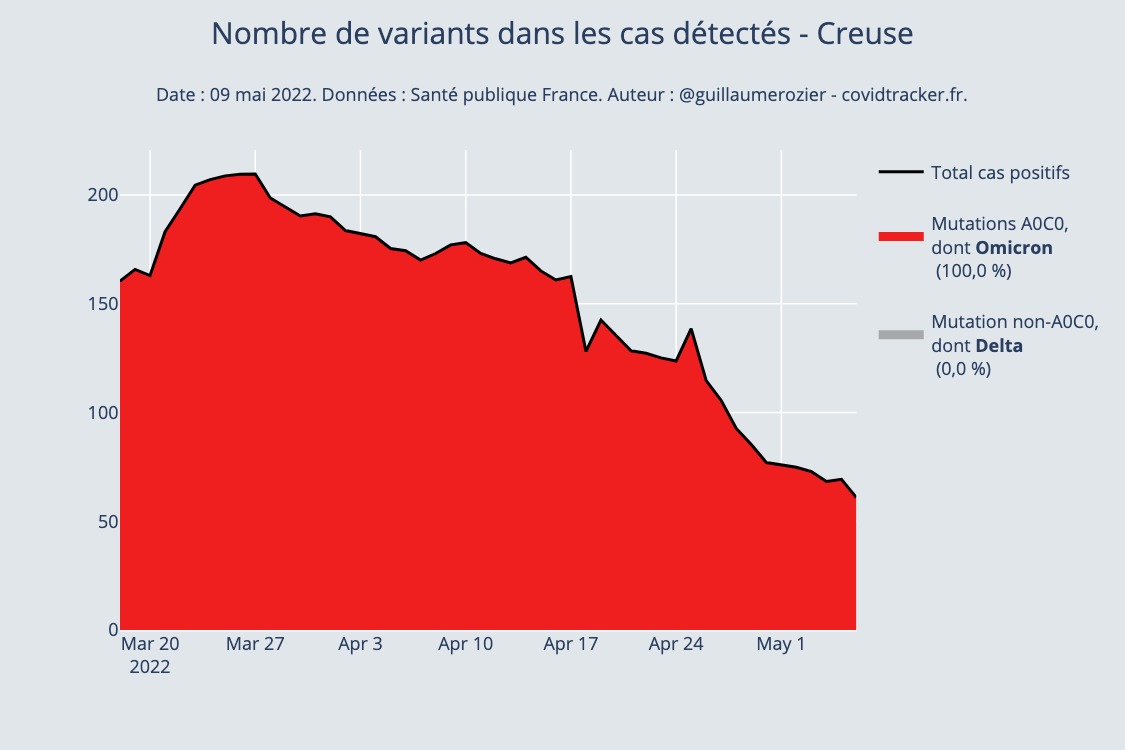 Nombre de variants dans les cas détectés - Creuse
Date : 09 mai 2022. Données : Santé publique France. Auteur : @guillaumerozier - covidtracker.fr.
Total cas positifs
Mutations A0C0,
dont Omicron
(100,0 %)
Mutation non-A0C0,
dont Delta
(0,0 %)
200
150
100
50
0
Mar 20
2022
Mar 27
Apr 3
Apr 10
Apr 17
Apr 24
May 1